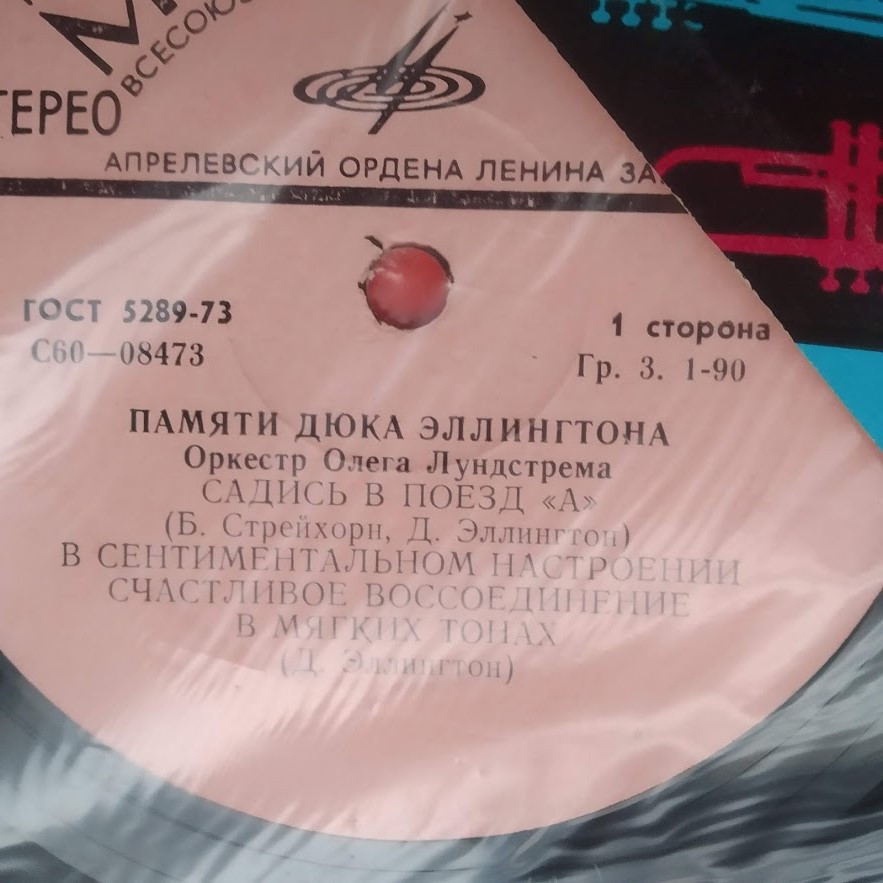 ВСЕСОЮ
ТЕРЕО
АПРЕЛЕВСКИЙ ОРДЕНА ЛЕНИНА ЗА
ГОСТ 5289-73
1 сторона
С60—08473
Гр. 3. 1-90
ПАМЯТИ ДЮКА ЭЛЛИНГТОНА
Оркестр Олега Лундстрема
САДИСЬ В ПОЕЗД «А»
(Б. Стрейхорн, Д. Эллингтон)
В СЕНТИМЕНТАЛЬНОМ НАСТРОЕНИИ
СЧАСТЛИВОЕ ВОССОЕДИНЕНИЕ
В МЯГКИХ ТОНАХ
(Д. Эллингтон)